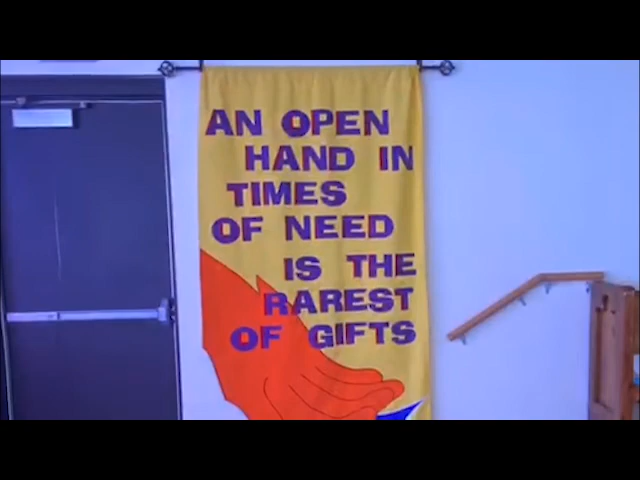 AN OPEN
HAND IN
TIMES
OF NEED
IS THE
RAREST
OF GIFTS